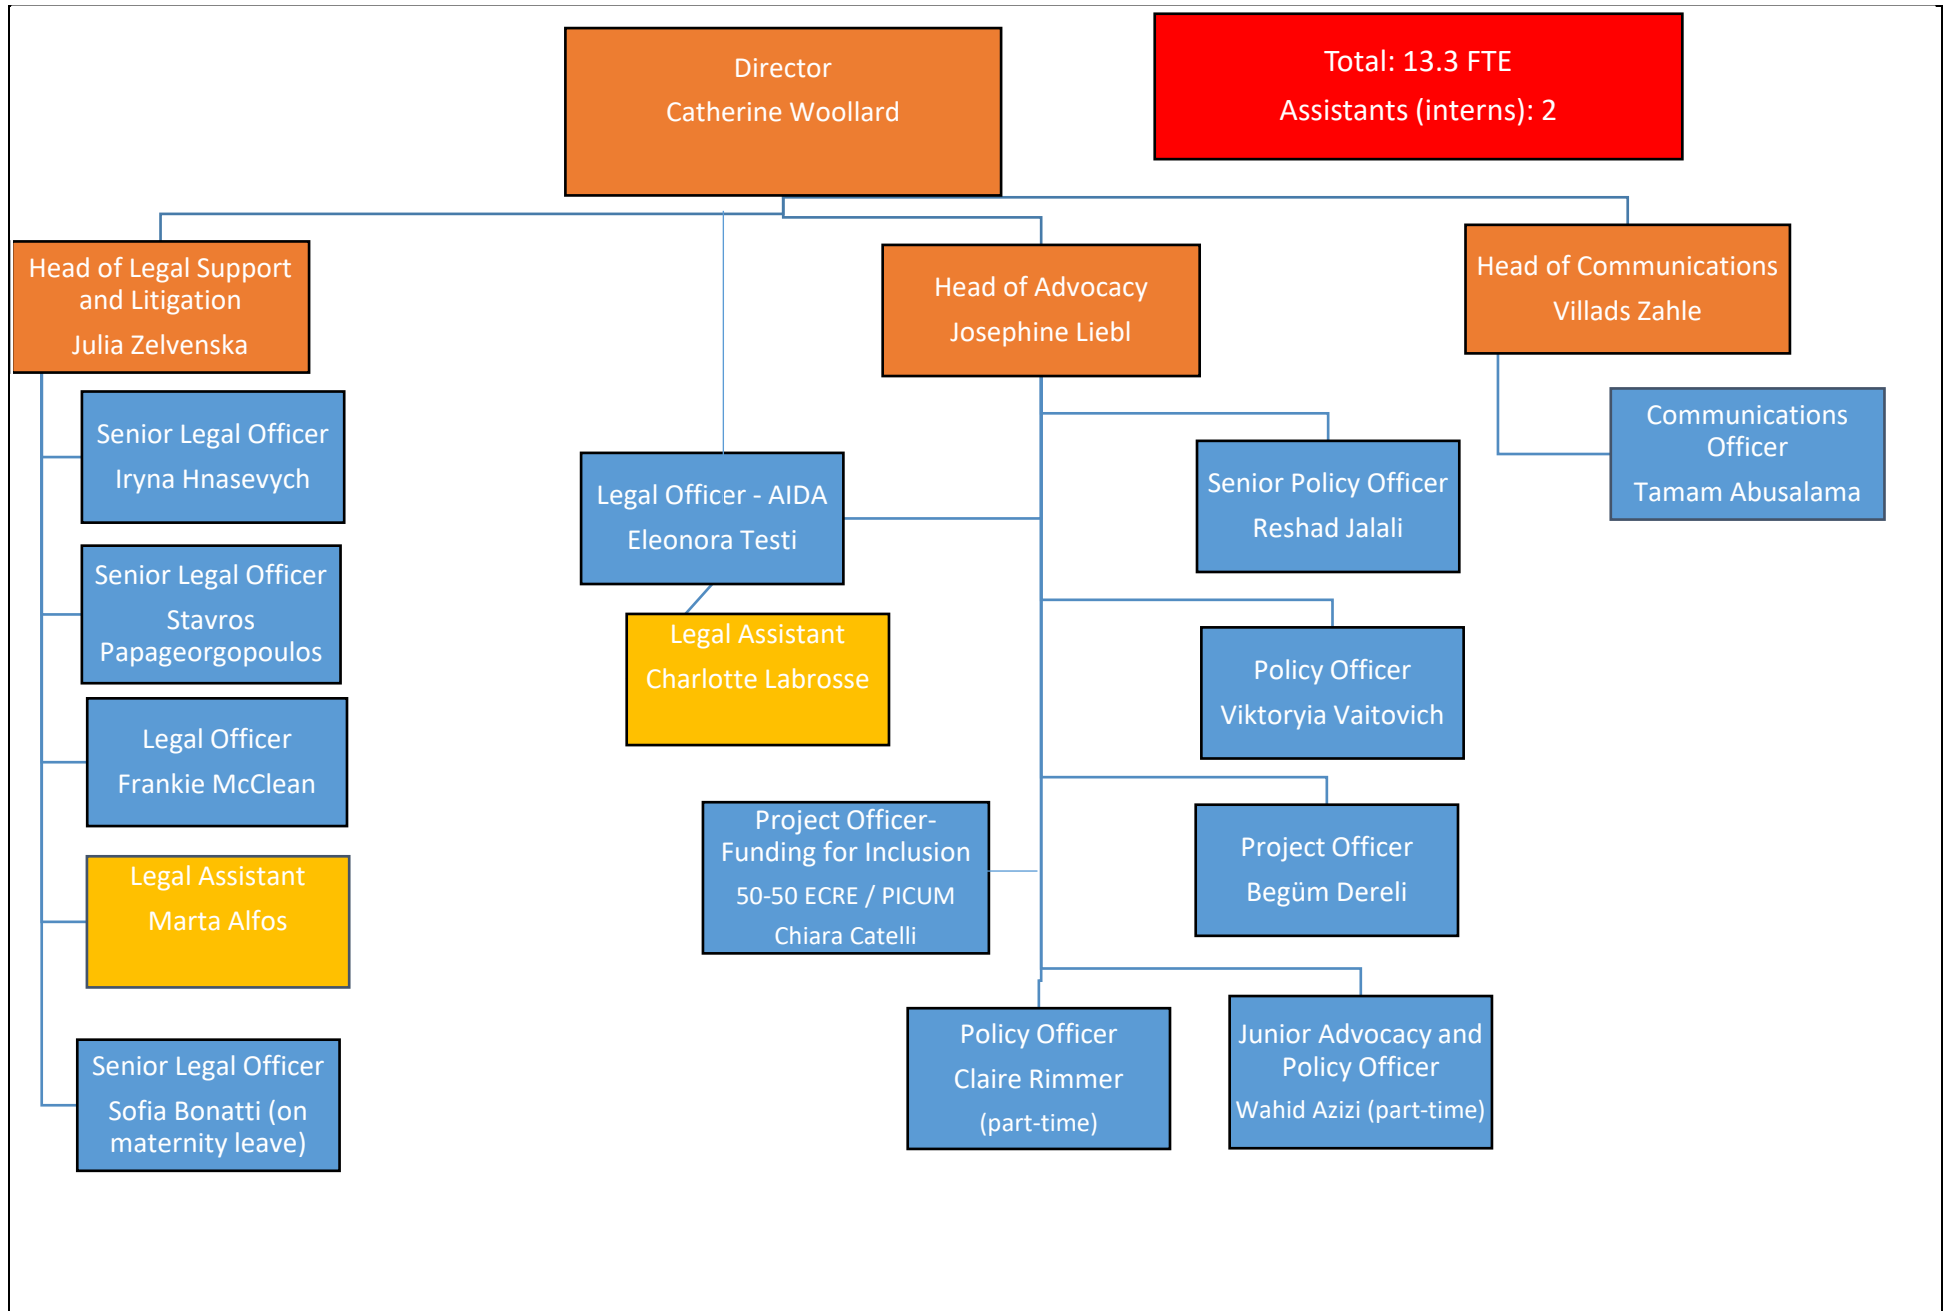 Director
Catherine Woollard
Total: 13.3 FTE
Assistants (interns): 2
Head of Legal Support
and Litigation
Julia Zelvenska
Head of Advocacy
Josephine Liebl
Head of Communications
Villads Zahle
Senior Legal Officer
Iryna Hnasevych
Senior Legal Officer
Stavros
Papageorgopoulos
Legal Officer
Frankie McClean
Legal Assistant
Marta Alfos
Senior Legal Officer
Sofia Bonatti (on
maternity leave)
Legal Officer - AIDA
Eleonora Testi
Legal Assistant
Charlotte Labrosse
Project Officer-
Funding for Inclusion
50-50 ECRE / PICUM
Chiara Catelli
Policy Officer
Claire Rimmer
(part-time)
Senior Policy Officer
Reshad Jalali
Policy Officer
Viktoryia Vaitovich
Project Officer
Begüm Dereli
Junior Advocacy and
Policy Officer
Wahid Azizi (part-time)
Communications
Officer
Tamam Abusalama